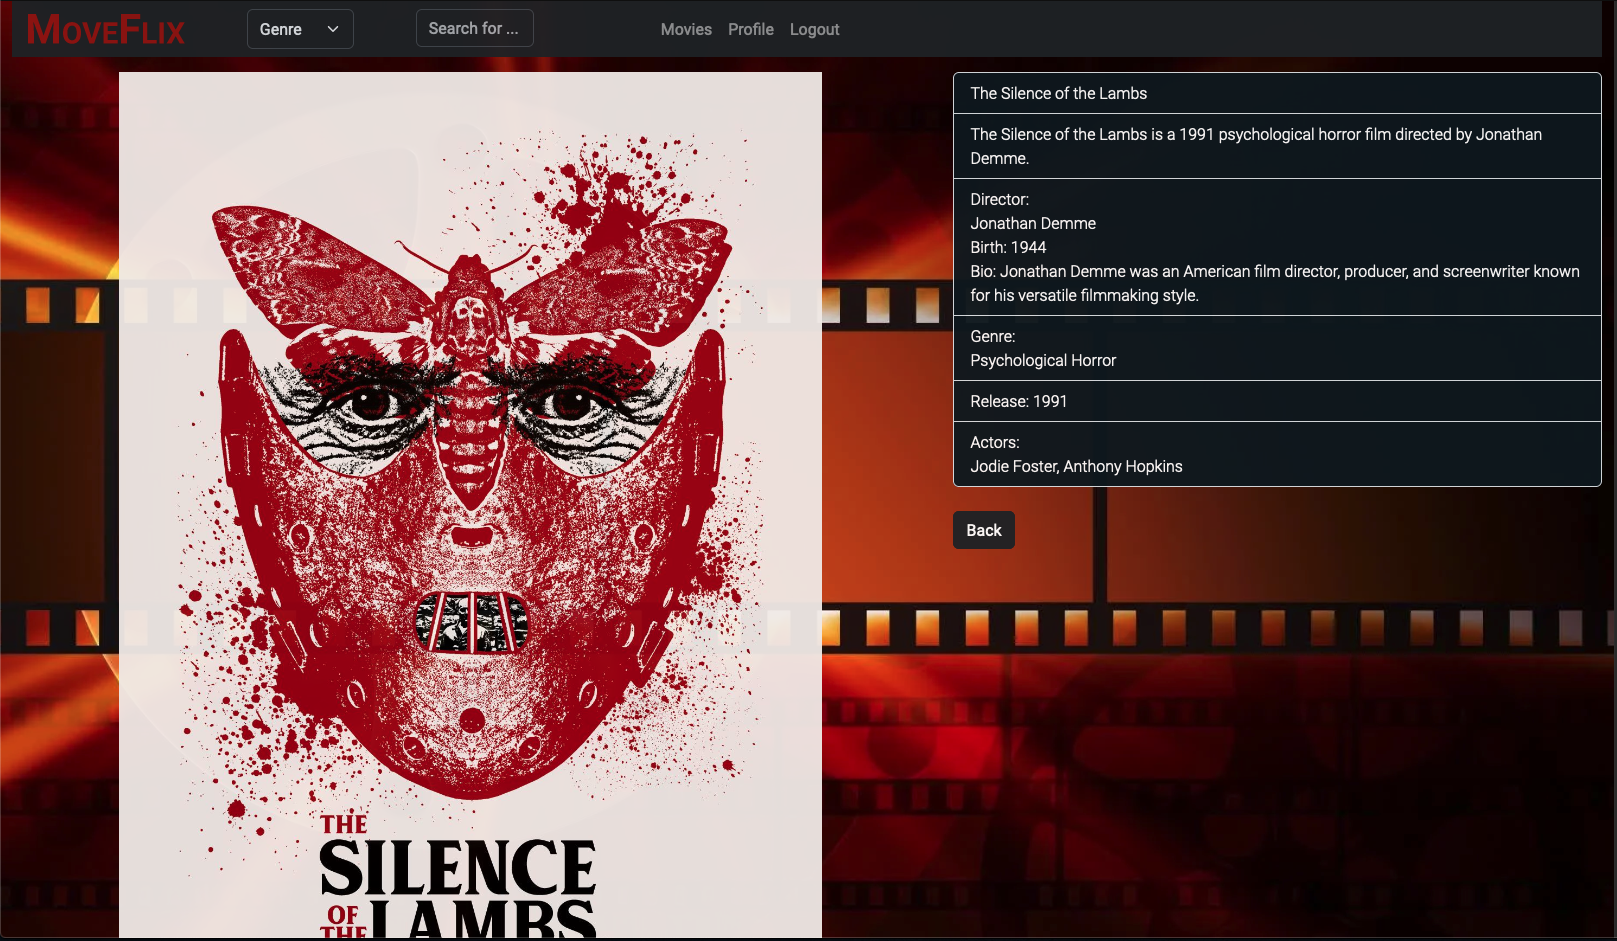 MoveFlix
Genre
Search for ...
Movies
Profile
Logout
THE
SILENCE
OF
THE
LAMBS
The Silence of the Lambs
The Silence of the Lambs is a 1991 psychological horror film directed by Jonathan
Demme.
Director:
Jonathan Demme
Birth: 1944
Bio: Jonathan Demme was an American film director, producer, and screenwriter known
for his versatile filmmaking style.
Genre:
Psychological Horror
Release: 1991
Actors:
Jodie Foster, Anthony Hopkins
Back